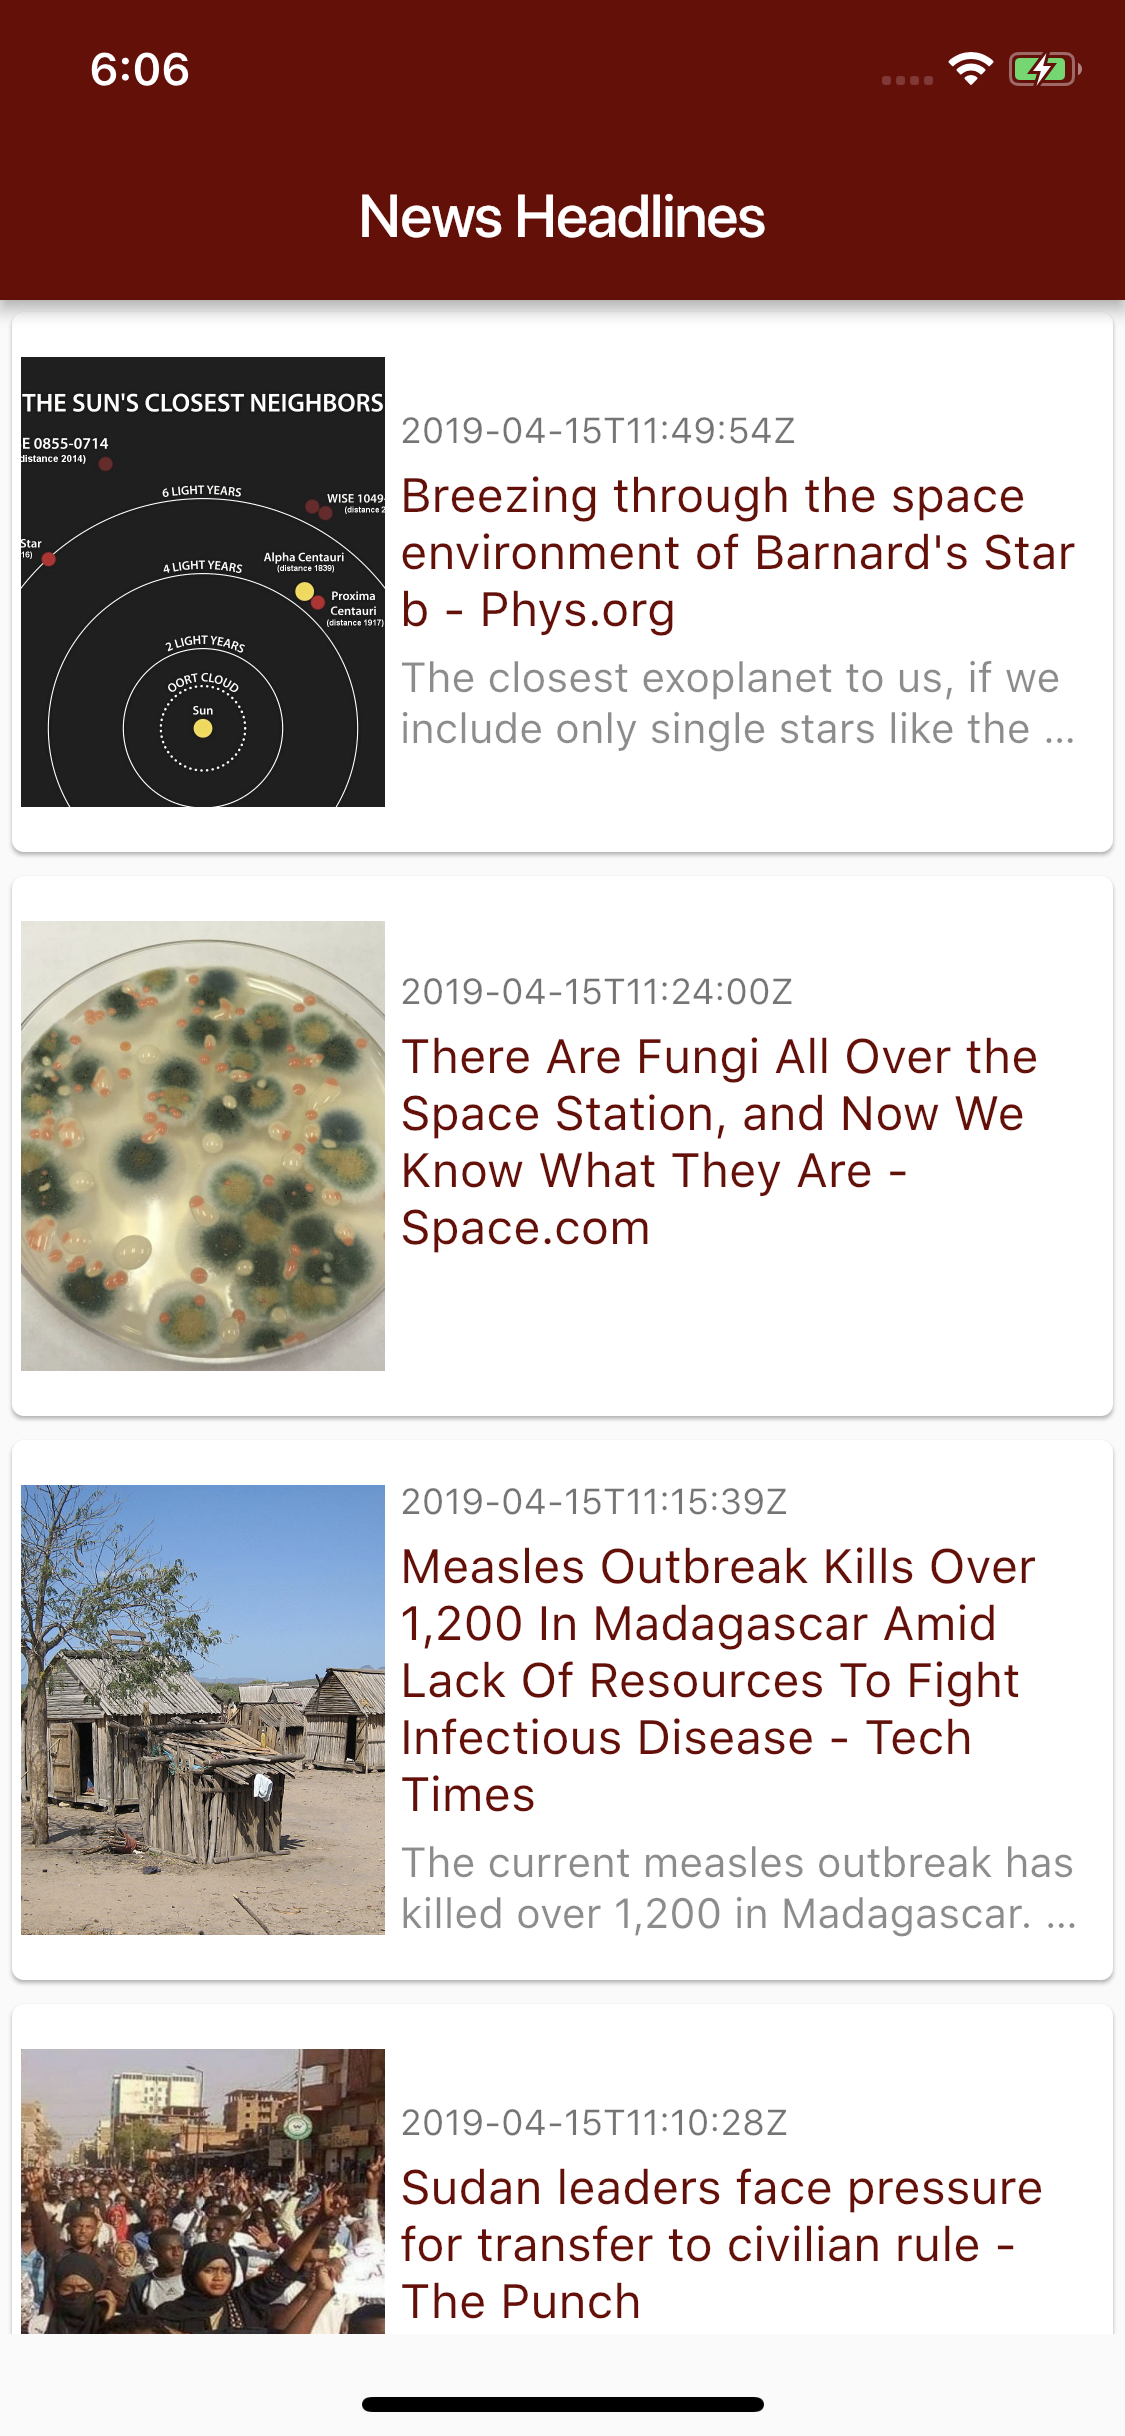 6:06
News Headlines
THE SUN'S CLOSEST NEIGHBORS
E 0855-0714
distance 2014)
6 LIGHT YEARS
WISE 1049-
(distance 2
Star
16)
Alpha Centauri
(distance 1839)
4 LIGHT YEARS
Proxima
Centauri
(distance 1917)
2 LIGHT YEARS
OORT CLOUD
Sun
2019-04-15T11:49:54Z
Breezing through the space
environment of Barnard's Star
b - Phys.org
The closest exoplanet to us, if we
include only single stars like the ...
2019-04-15T11:24:00Z
There Are Fungi All Over the
Space Station, and Now We
Know What They Are -
Space.com
2019-04-15T11:15:39Z
Measles Outbreak Kills Over
1,200 In Madagascar Amid
Lack Of Resources To Fight
Infectious Disease - Tech
Times
The current measles outbreak has
killed over 1,200 in Madagascar. ...
2019-04-15T11:10:28Z
Sudan leaders face pressure
for transfer to civilian rule -
The Punch